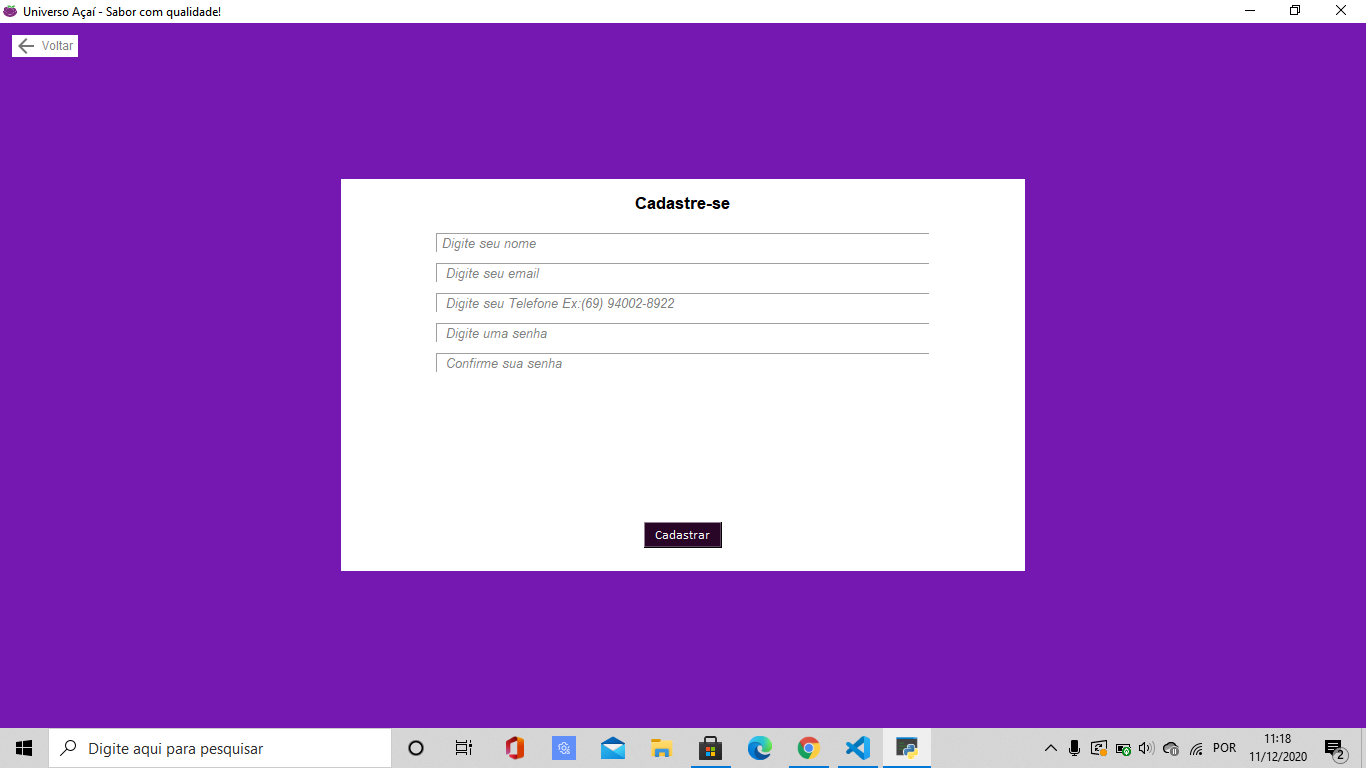 Universo Açaí - Sabor com qualidade!
Voltar
Cadastre-se
Digite seu nome
Digite seu email
Digite seu Telefone Ex:(69) 94002-8922
Digite uma senha
Confirme sua senha
Cadastrar
Digite aqui para pesquisar
POR
11:18
11/12/2020
2